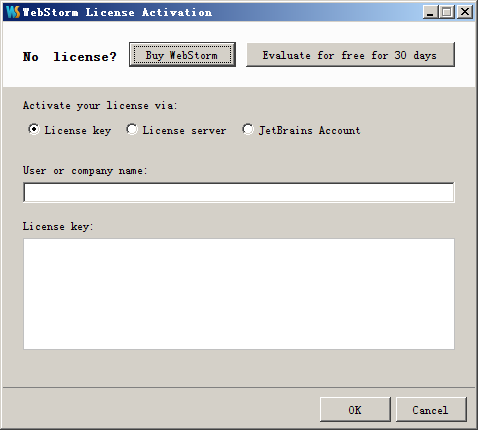 WebStorm License Activation
No license? Buy WebStorm Evaluate for free for 30 days
Activate your license via:
License key License server JetBrains Account
User or company name:
License key:
OK Cancel